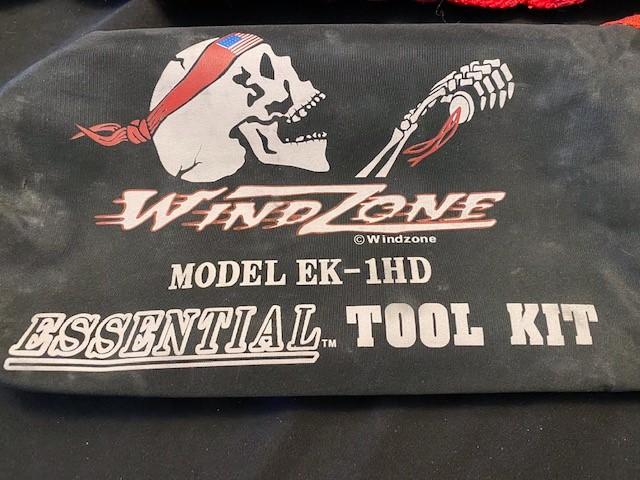 WINDZONE
©Windzone
MODEL EK-1HD
ESSENTIAL™ TOOL KIT